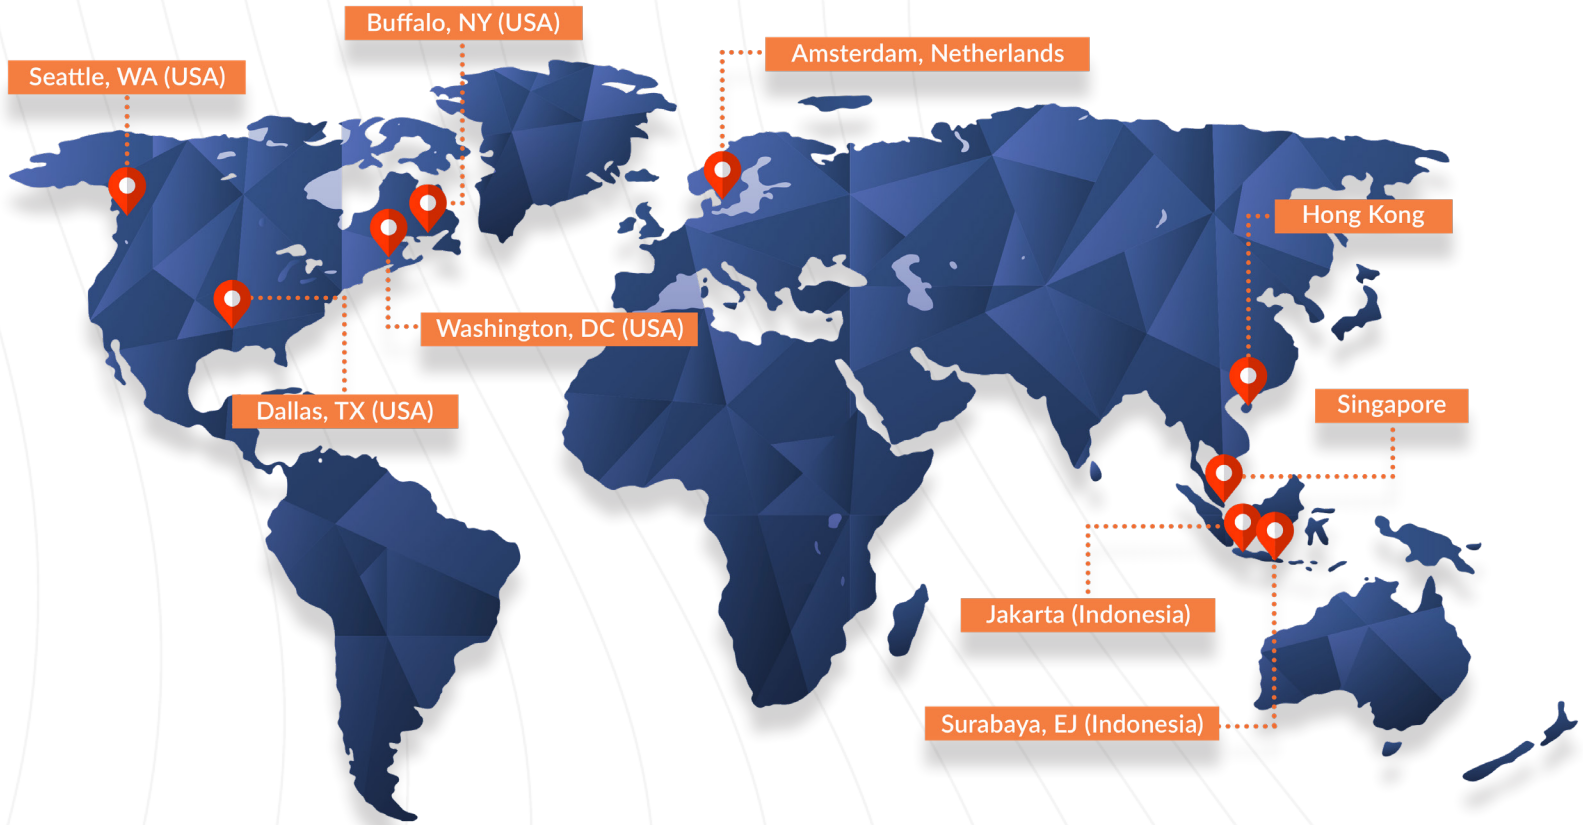 Buffalo, NY (USA)
Amsterdam, Netherlands
Seattle, WA (USA)
Hong Kong
Washington, DC (USA)
Singapore
Dallas, TX (USA)
Jakarta (Indonesia)
Surabaya, EJ (Indonesia)